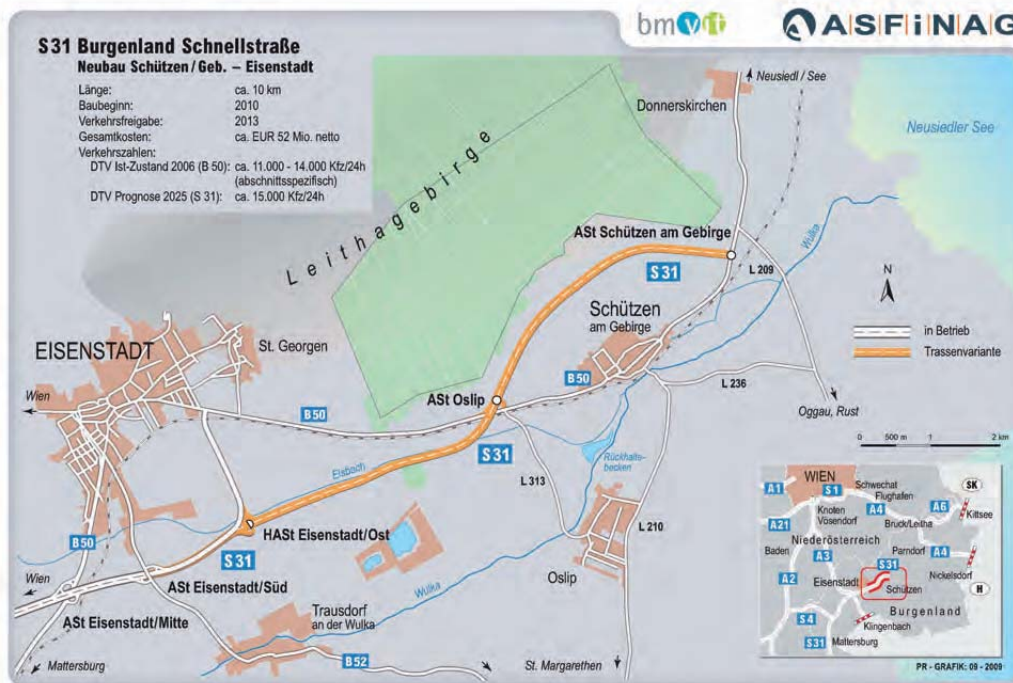 bmvit
ASFiNAG
S31 Burgenland Schnellstraße
Neubau Schützen/Geb. – Eisenstadt
Länge: ca. 10 km
Baubeginn: 2010
Verkehrsfreigabe: 2013
Gesamtkosten: ca. EUR 52 Mio. netto
Verkehrszahlen:
DTV Ist-Zustand 2006 (B 50): ca. 11.000 - 14.000 Kfz/24h
(abschnittsspezifisch)
DTV Prognose 2025 (S 31): ca. 15.000 Kfz/24h
Neusiedl / See
Donnerskirchen
Neusiedler See
Leithagebirge
ASt Schützen am Gebirge
Wulka
S31
L 209
N
Schützen
am Gebirge
in Betrieb
Trassenvariante
EISENSTADT
St. Georgen
B50
L 236
Wien
ASt Oslip
Oggau, Rust
B50
S31
0 500 m 1 2 km
Eisbach
Rückhalte-
becken
L 313
HASt Eisenstadt/Ost
L 210
B50
S31
Wien
ASt Eisenstadt/Süd
Oslip
Wulka
ASt Eisenstadt/Mitte
Trausdorf
an der Wulka
Mattersburg
B52
St. Margarethen
WIEN
A1
S1
Schwechat
Flughafen
SK
A4
A6
Kittsee
A21
Knoten
Vösendorf
Bruck/Leitha
Niederösterreich
Baden
A3
Parndorf
A4
S31
Nickelsdorf
A2
Eisenstadt
Schützen
H
Burgenland
S4
Klingenbach
S31
Mattersburg
PR - GRAFIK: 09 - 2009